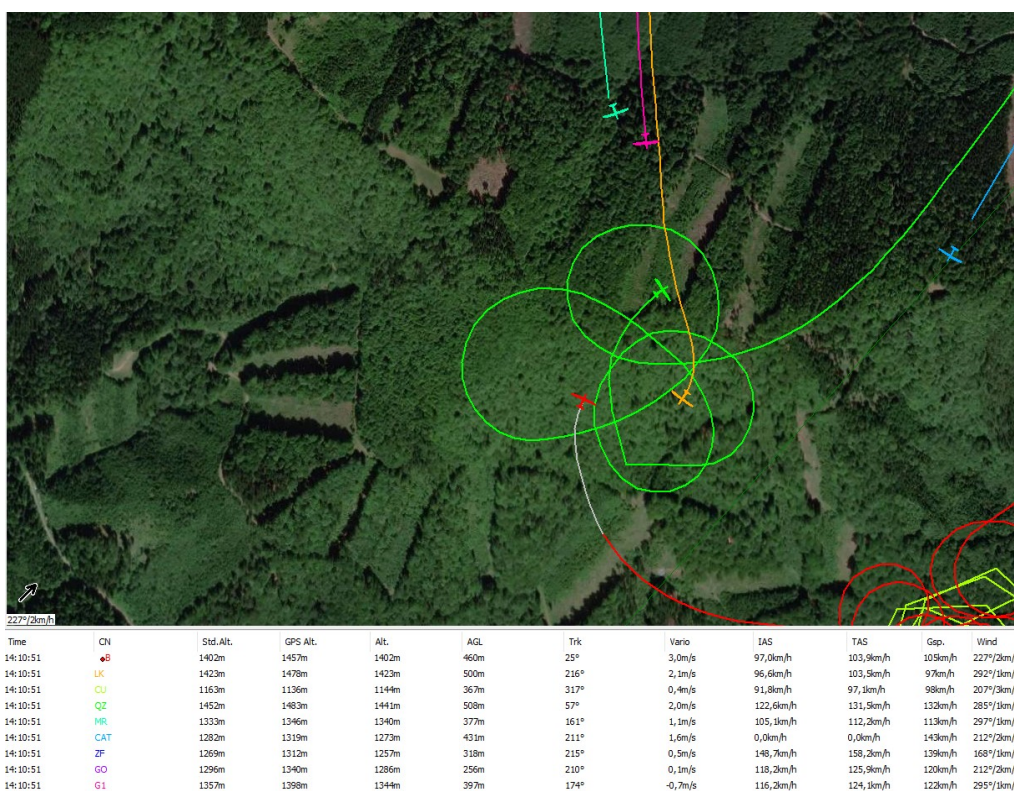 227°/2km/h
Time CN Std.Alt. GPS Alt. Alt. AGL Trk Vario IAS TAS Gsp. Wind
14:10:51 B 1402m 1457m 1402m 460m 25° 3,0m/s 97,0km/h 103,9km/h 105km/h 227°/2km/
14:10:51 LK 1423m 1478m 1423m 500m 216° 2,1m/s 96,6km/h 103,5km/h 97km/h 292°/1km/
14:10:51 CU 1163m 1136m 1144m 367m 317° 0,4m/s 91,8km/h 97,1km/h 98km/h 207°/3km/
14:10:51 QZ 1452m 1483m 1441m 508m 57° 2,0m/s 122,6km/h 131,5km/h 132km/h 285°/1km/
14:10:51 MR 1333m 1346m 1340m 377m 161° 1,1m/s 105,1km/h 112,2km/h 113km/h 297°/1km/
14:10:51 CAT 1282m 1319m 1273m 431m 211° 1,6m/s 0,0km/h 0,0km/h 143km/h 212°/2km/
14:10:51 ZF 1269m 1312m 1257m 318m 215° 0,5m/s 148,7km/h 158,2km/h 139km/h 168°/1km/
14:10:51 GO 1296m 1340m 1286m 256m 210° 0,1m/s 118,2km/h 125,9km/h 120km/h 212°/2km/
14:10:51 G1 1357m 1398m 1344m 397m 174° -0,7m/s 116,2km/h 124,1km/h 122km/h 295°/1km/